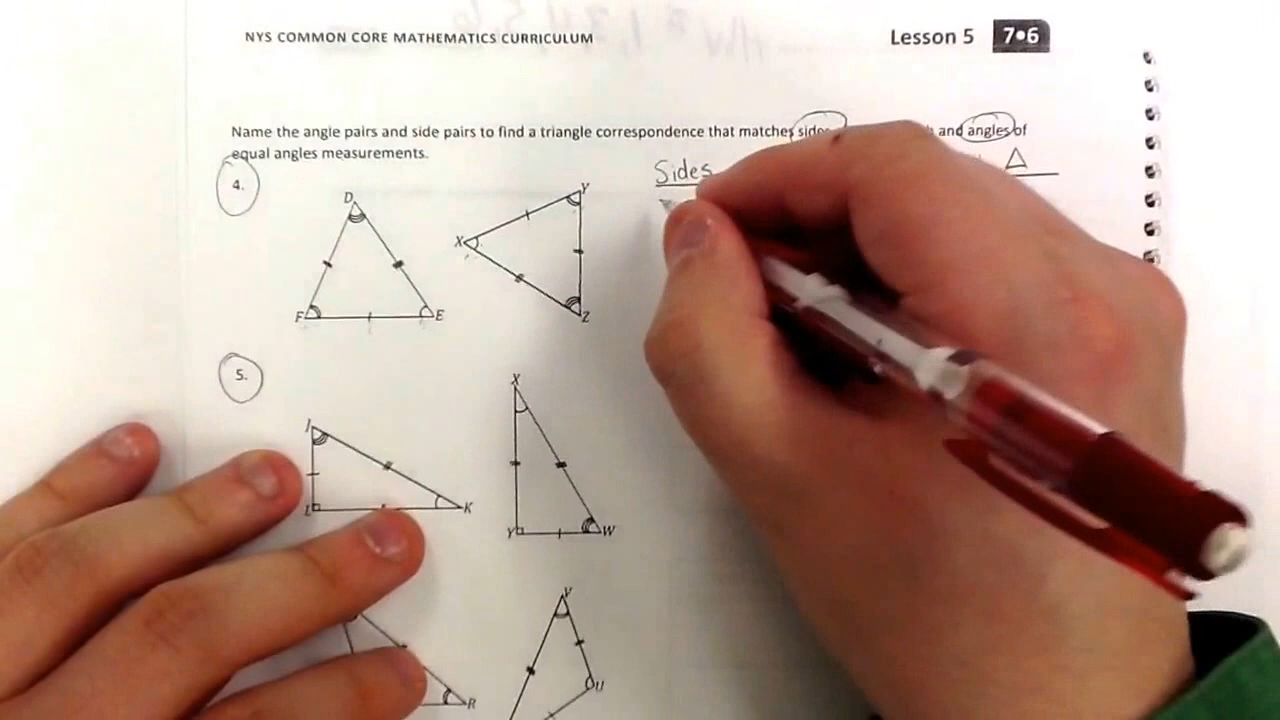 NYS COMMON CORE MATHEMATICS CURRICULUM
Lesson 5 7•6
Name the angle pairs and side pairs to find a triangle correspondence that matches sides and angles of
equal angles measurements.
Sides
4.
D
Y
X
F
E
Z
5.
X
K
Y
W
V
U
R